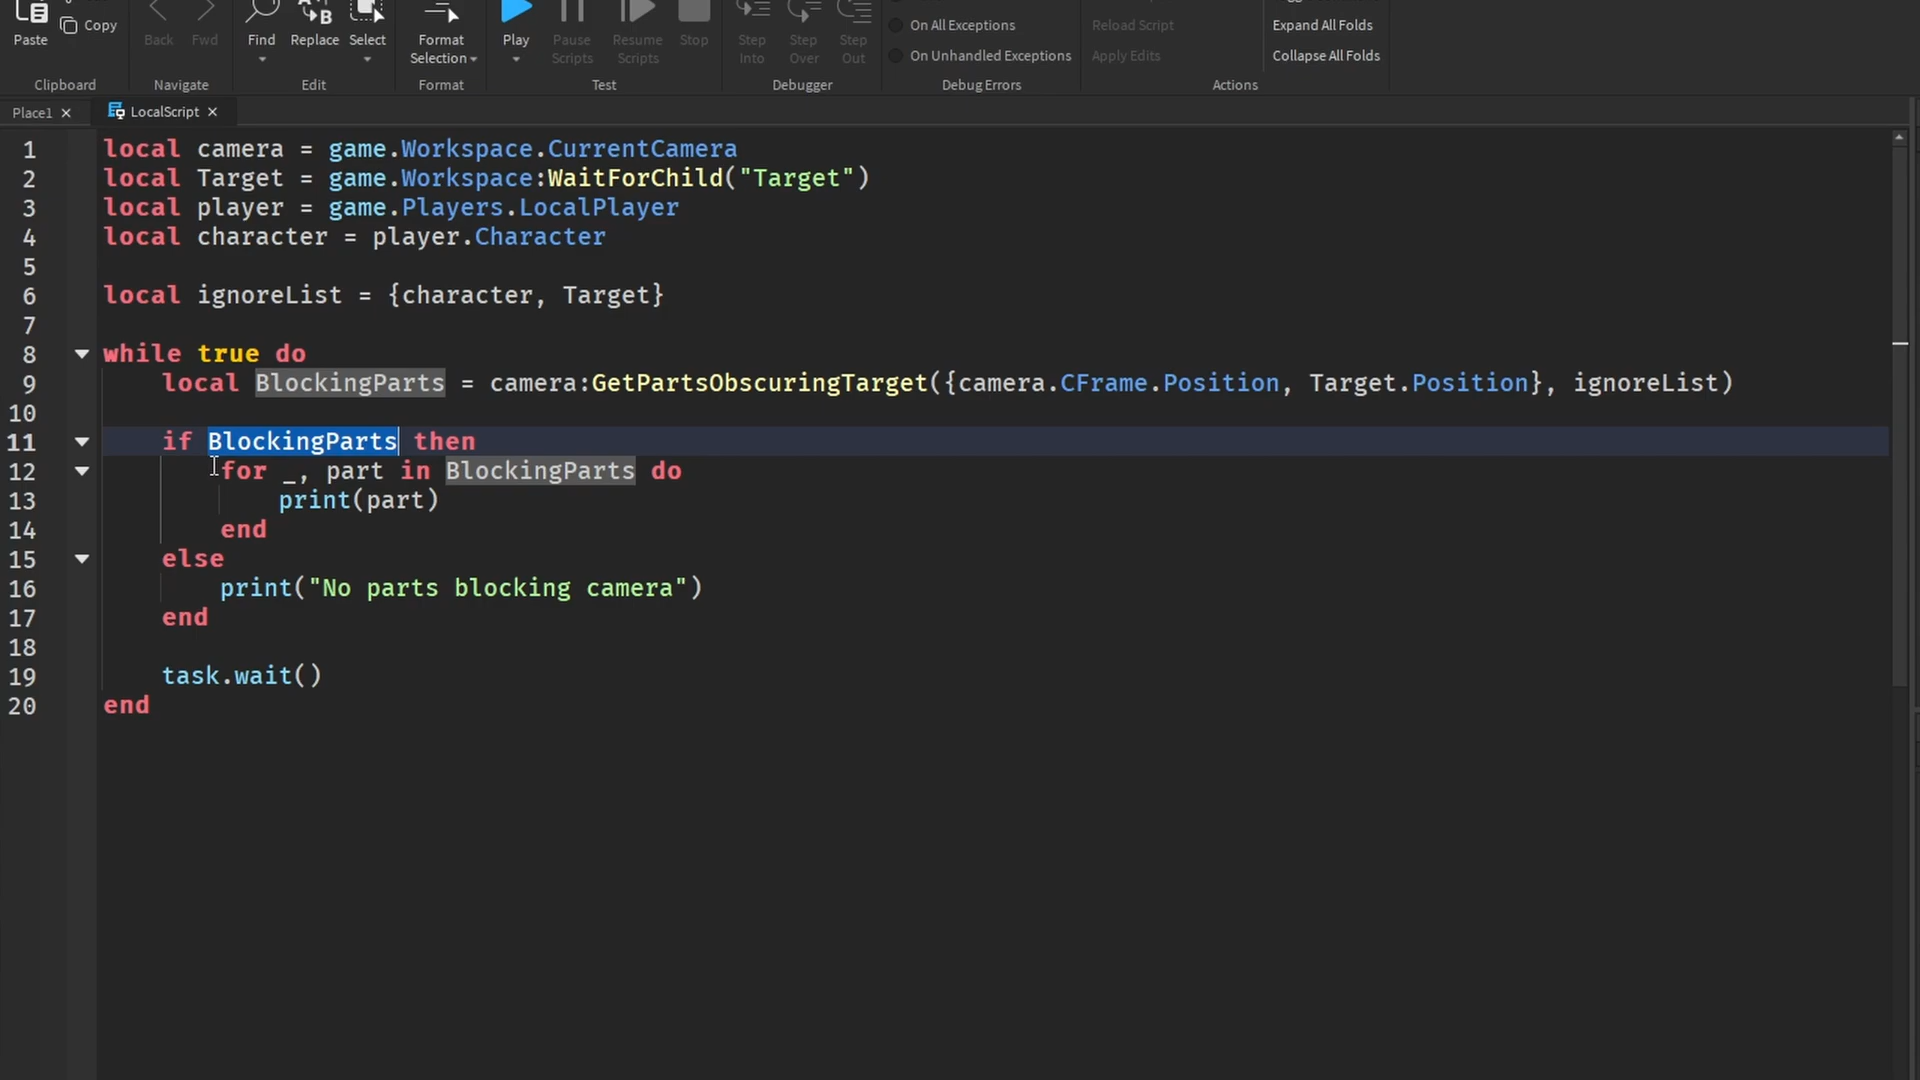 Paste
Copy
Back
Fwd
Find
Replace
Select
Format
Selection
Play
Pause
Scripts
Resume
Scripts
Stop
Step
Into
Step
Over
Step
Out
On All Exceptions
On Unhandled Exceptions
Reload Script
Apply Edits
Expand All Folds
Collapse All Folds
Clipboard
Navigate
Edit
Format
Test
Debugger
Debug Errors
Actions
Place1
LocalScript
1 local camera = game.Workspace.CurrentCamera
2 local Target = game.Workspace:WaitForChild("Target")
3 local player = game.Players.LocalPlayer
4 local character = player.Character
5
6 local ignoreList = {character, Target}
7
8 while true do
9 local BlockingParts = camera:GetPartsObscuringTarget({camera.CFrame.Position, Target.Position}, ignoreList)
10
11 if BlockingParts then
12 for _, part in BlockingParts do
13 print(part)
14 end
15 else
16 print("No parts blocking camera")
17 end
18
19 task.wait()
20 end